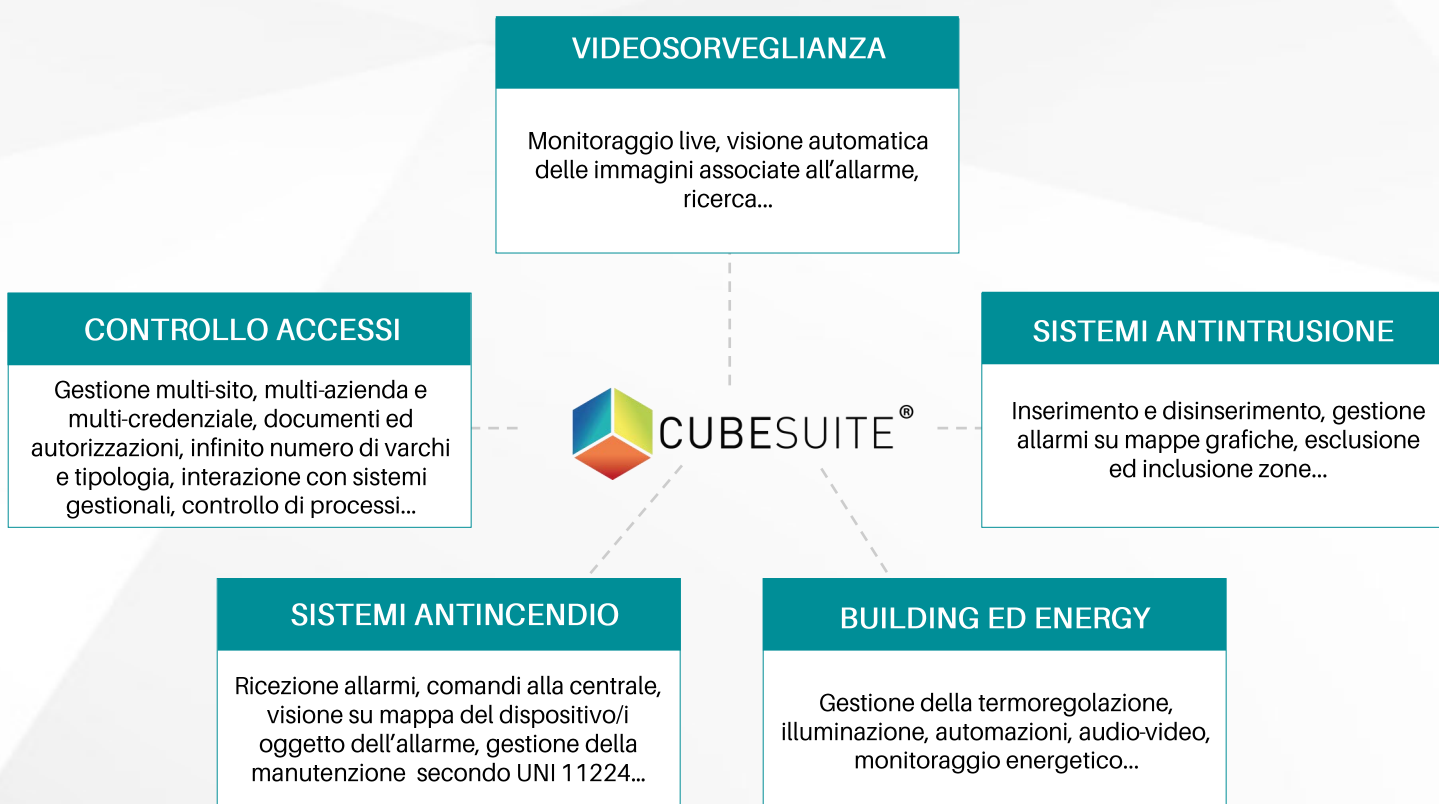 VIDEOSORVEGLIANZA
Monitoraggio live, visione automatica
delle immagini associate all’allarme,
ricerca...
CONTROLLO ACCESSI
Gestione multi-sito, multi-azienda e
multi-credenziale, documenti ed
autorizzazioni, infinito numero di varchi
e tipologia, interazione con sistemi
gestionali, controllo di processi...
CUBESUITE®
SISTEMI ANTINTRUSIONE
Inserimento e disinserimento, gestione
allarmi su mappe grafiche, esclusione
ed inclusione zone...
SISTEMI ANTINCENDIO
Ricezione allarmi, comandi alla centrale,
visione su mappa del dispositivo/i
oggetto dell’allarme, gestione della
manutenzione secondo UNI 11224...
BUILDING ED ENERGY
Gestione della termoregolazione,
illuminazione, automazioni, audio-video,
monitoraggio energetico...